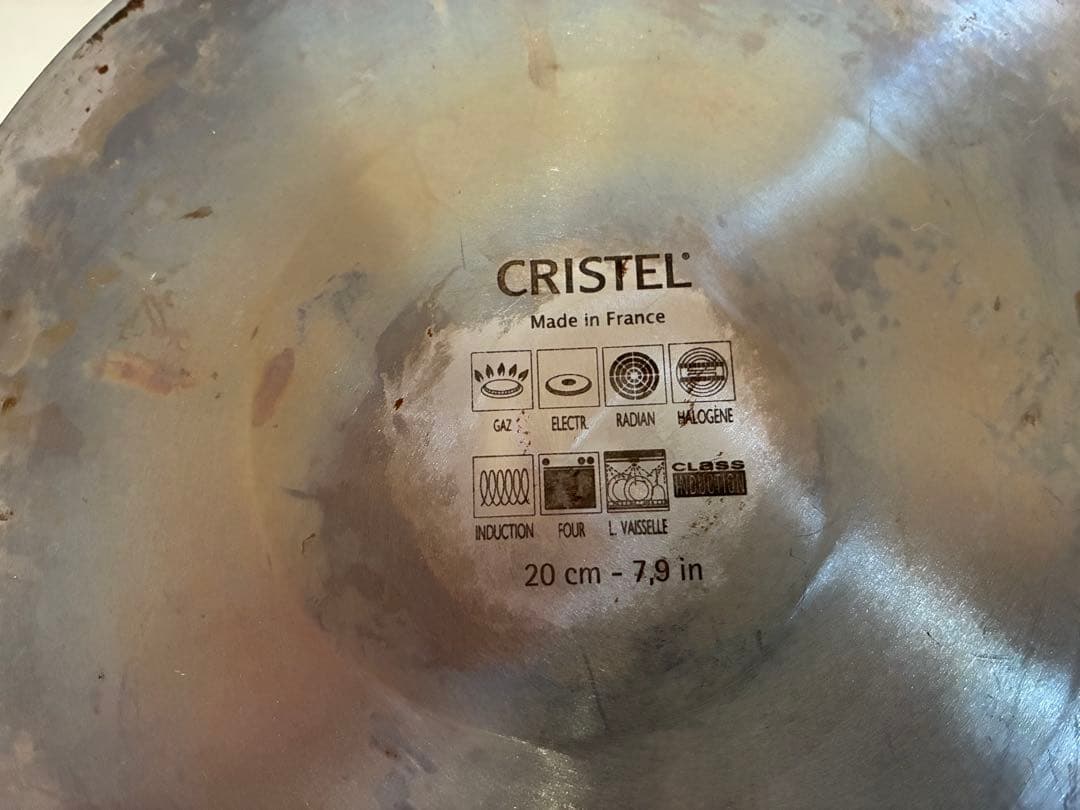 CRISTEL®
Made in France
GAZ ELECTR. RADIAN HALOGÈNE
CLASS
INDUCTION
INDUCTION FOUR L. VAISSELLE
20 cm - 7,9 in